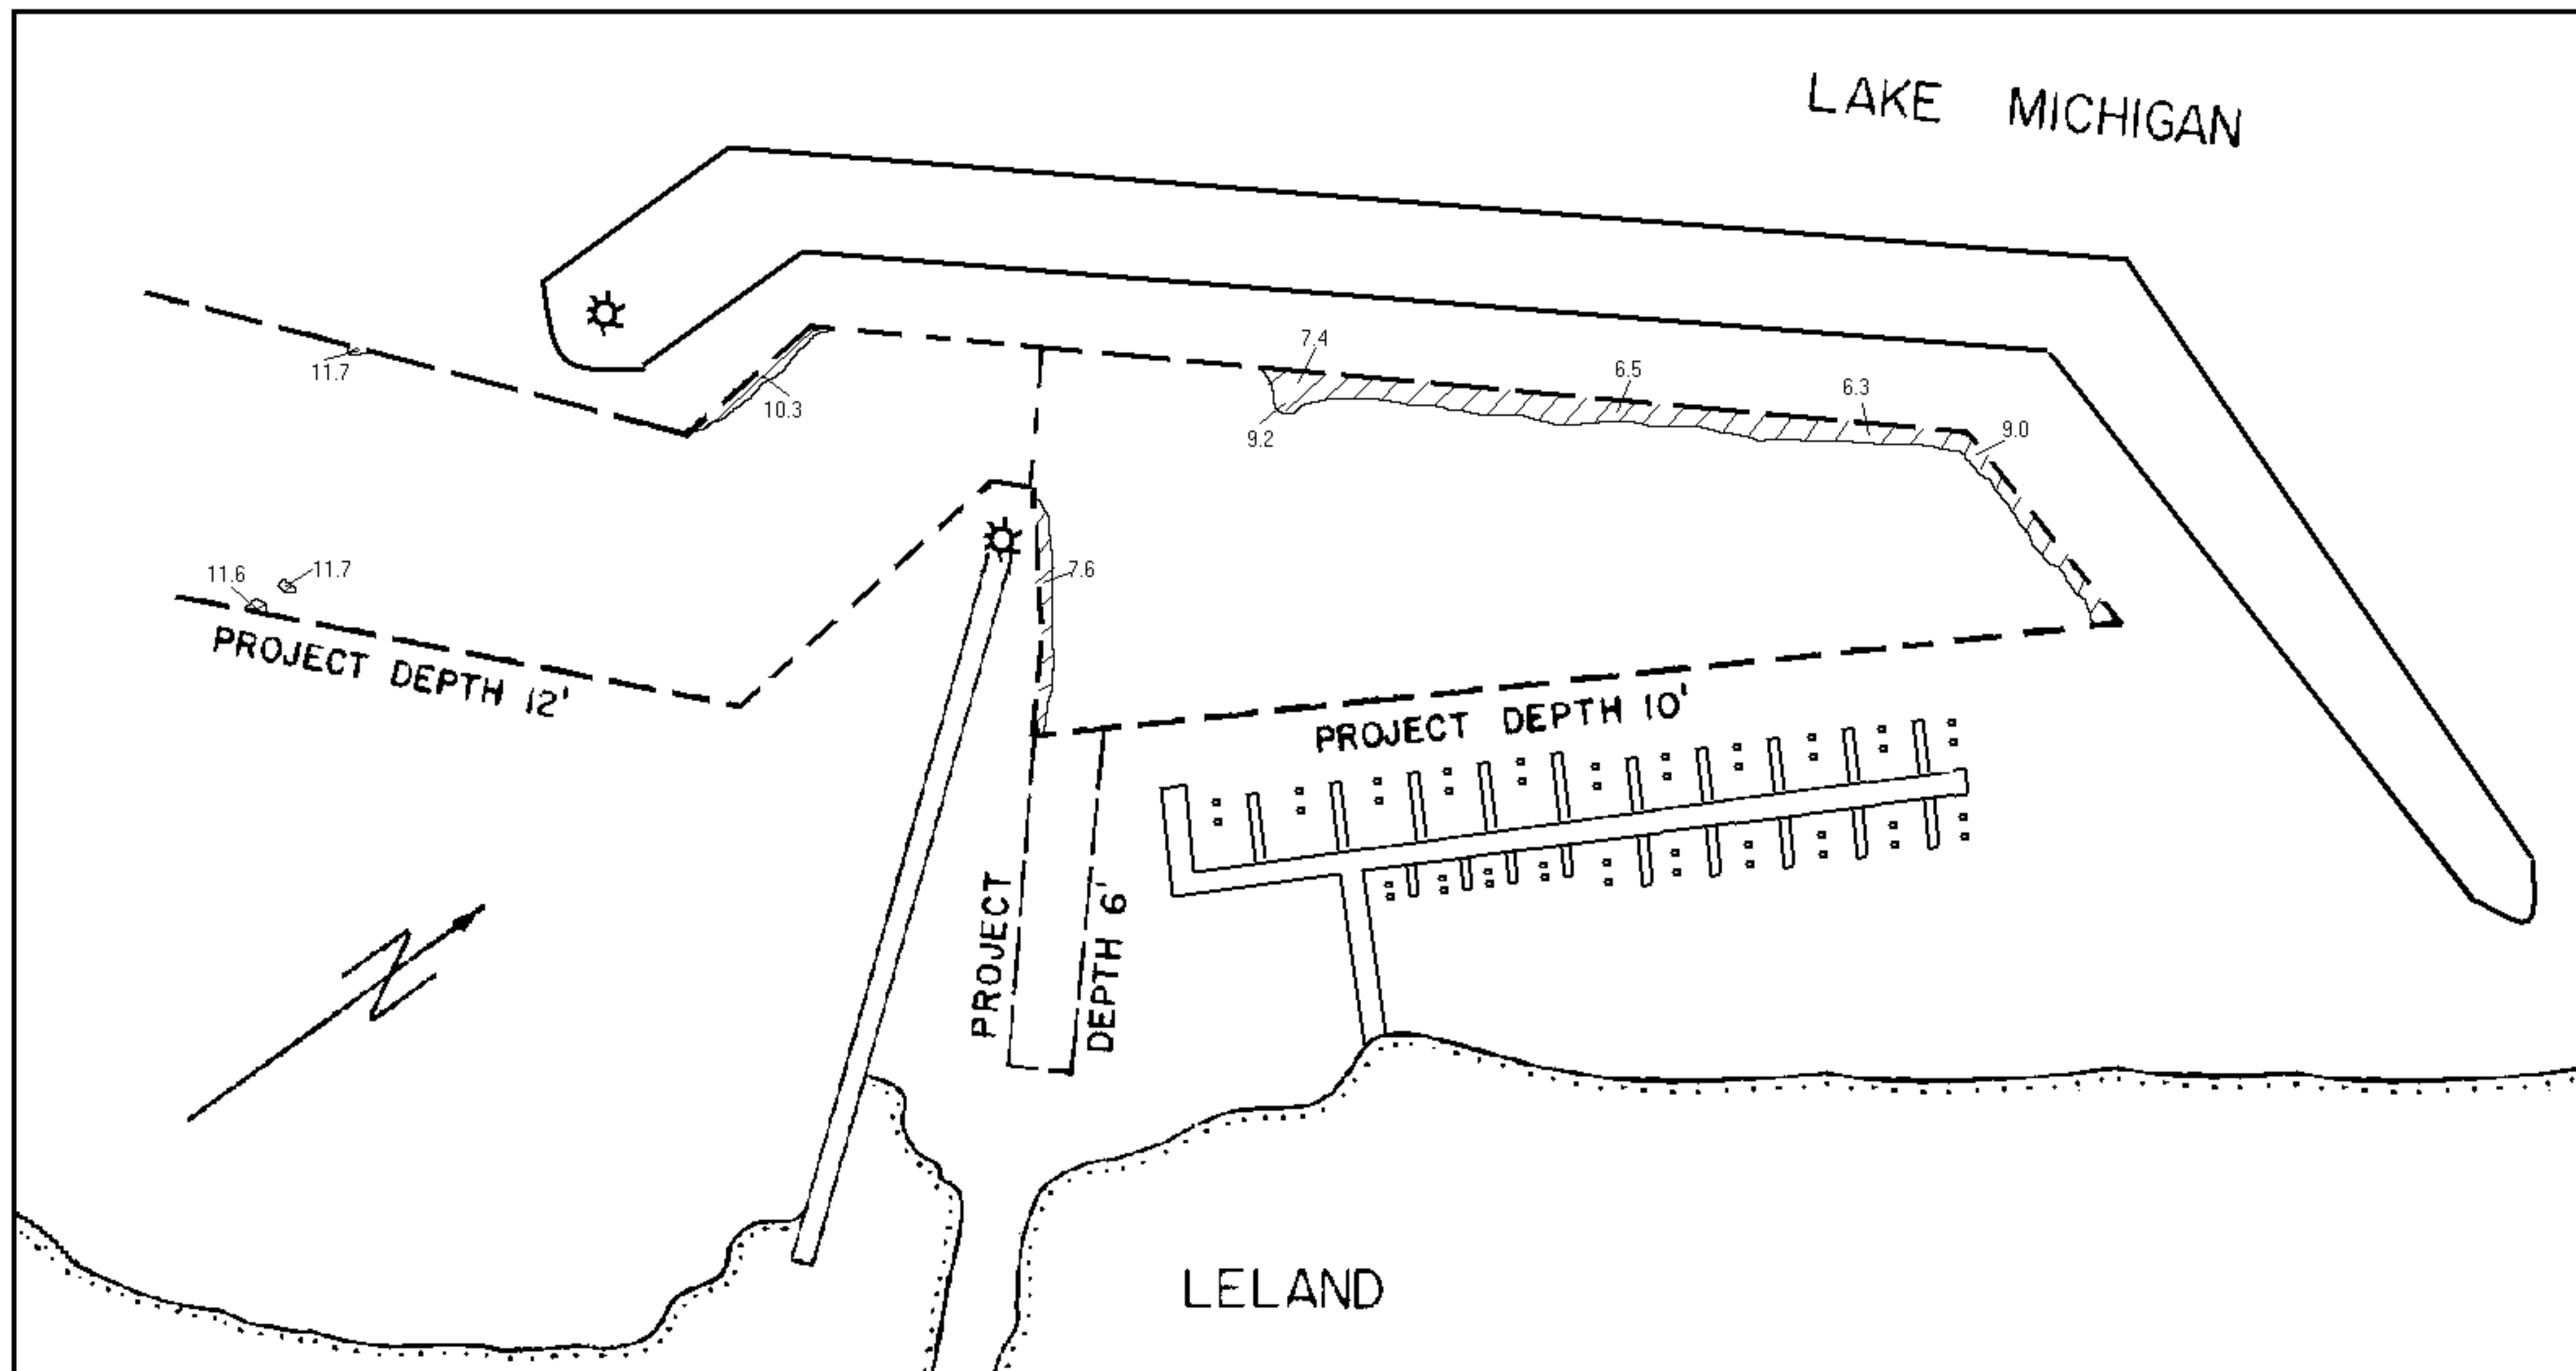 LAKE MICHIGAN
7.4
11.7
6.5
6.3
10.3
9.2
9.0
11.6
11.7
7.6
PROJECT DEPTH 12'
PROJECT DEPTH 10'
PROJECT
DEPTH 6'
N
LELAND